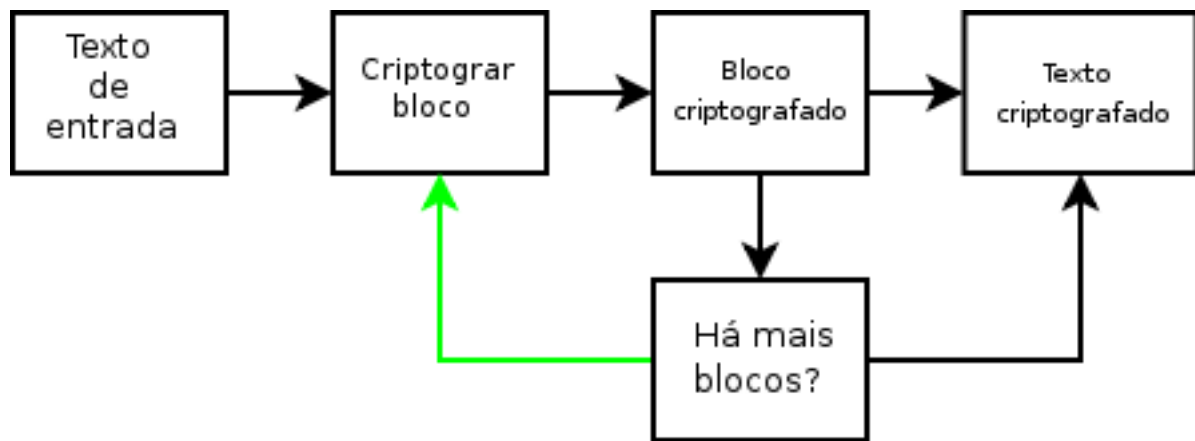 Texto
de
entrada
Criptograr
bloco
Bloco
criptografado
Texto
criptografado
Há mais
blocos?